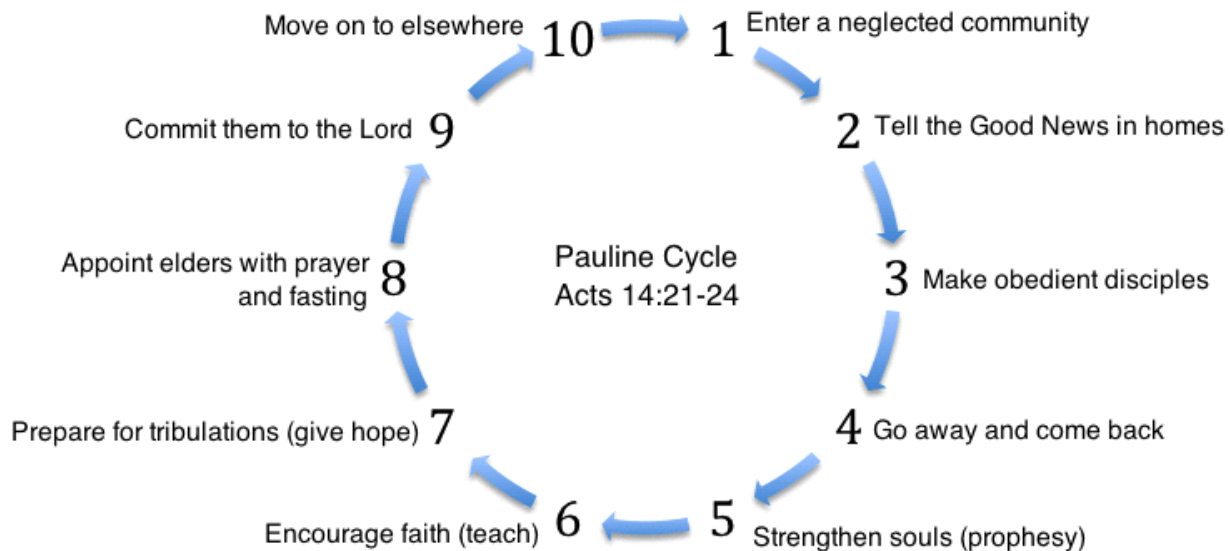 Move on to elsewhere 10
1 Enter a neglected community
2 Tell the Good News in homes
3 Make obedient disciples
4 Go away and come back
5 Strengthen souls (prophesy)
Encourage faith (teach) 6
Prepare for tribulations (give hope) 7
Appoint elders with prayer
and fasting 8
Commit them to the Lord 9
Pauline Cycle
Acts 14:21-24